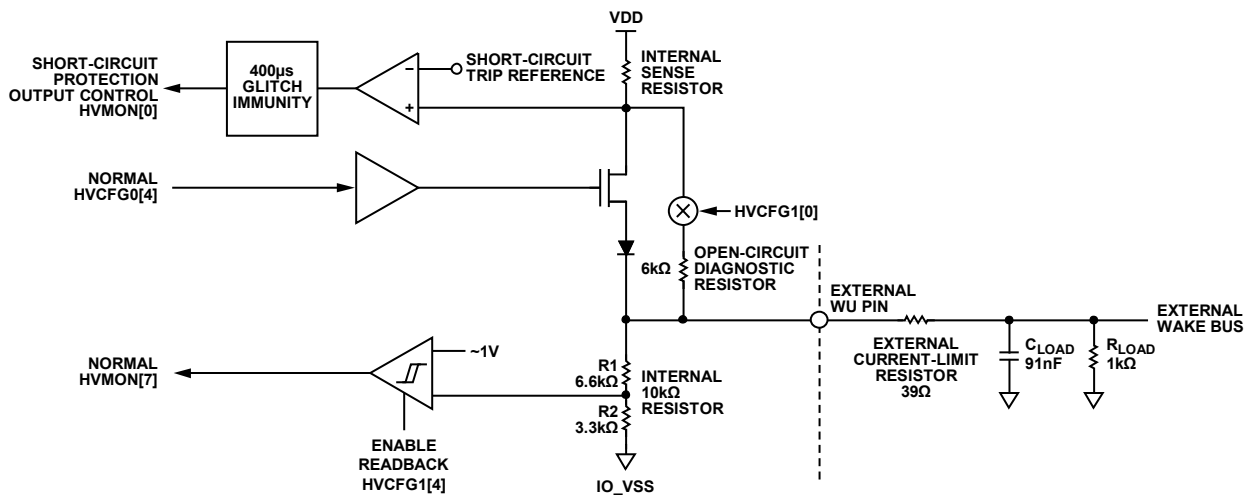 VDD
SHORT-CIRCUIT
PROTECTION
OUTPUT CONTROL
HVMON[0]
400µs
GLITCH
IMMUNITY
–
+
SHORT-CIRCUIT
TRIP REFERENCE
INTERNAL
SENSE
RESISTOR
NORMAL
HVCFG0[4]
HVCFG1[0]
6kΩ
OPEN-CIRCUIT
DIAGNOSTIC
RESISTOR
EXTERNAL
WU PIN
EXTERNAL
WAKE BUS
EXTERNAL
CURRENT-LIMIT
RESISTOR
39Ω
CLOAD
91nF
RLOAD
1kΩ
NORMAL
HVMON[7]
~1V
R1
6.6kΩ
R2
3.3kΩ
INTERNAL
10kΩ
RESISTOR
ENABLE
READBACK
HVCFG1[4]
IO_VSS